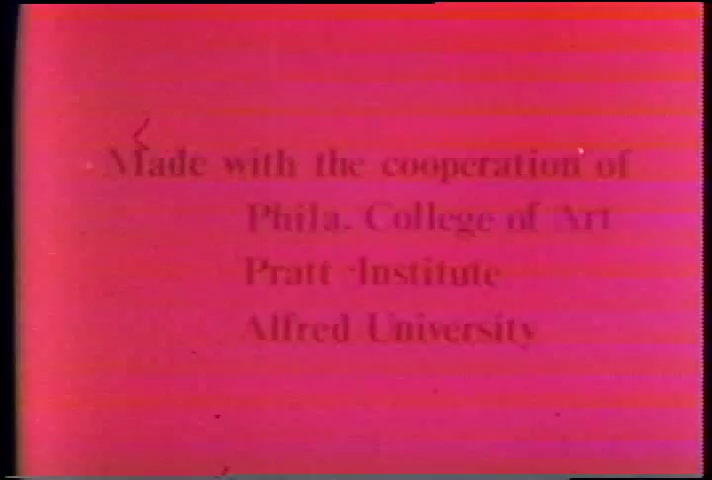 Made with the cooperation of
Phila. College of Art
Pratt Institute
Alfred University